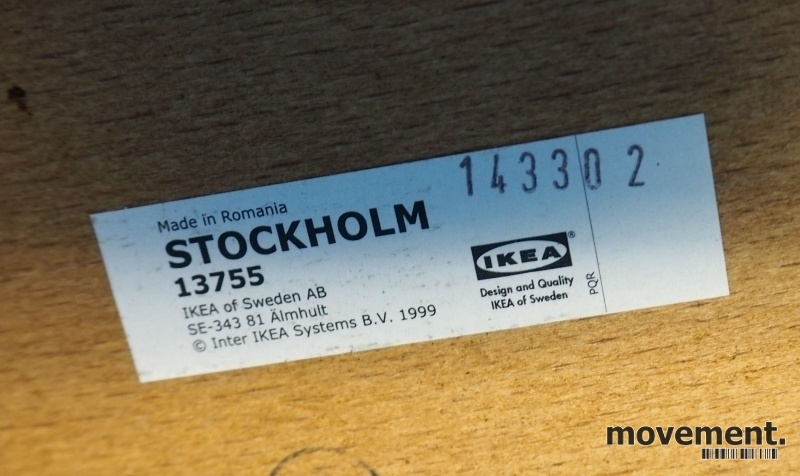 143302
Made in Romania
STOCKHOLM
13755
IKEA of Sweden AB
SE-343 81 Älmhult
© Inter IKEA Systems B.V. 1999
IKEA®
Design and Quality
IKEA of Sweden
PQR
movement.